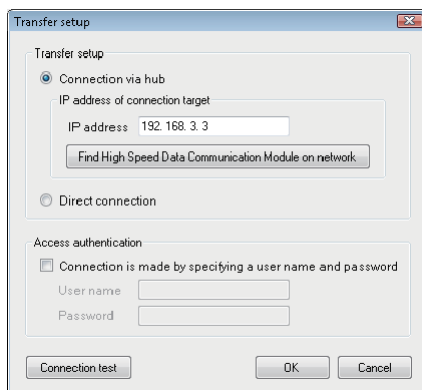 Transfer setup
Transfer setup
Connection via hub
IP address of connection target
IP address 192. 168. 3. 3
Find High Speed Data Communication Module on network
Direct connection
Access authentication
Connection is made by specifying a user name and password
User name
Password
Connection test OK Cancel